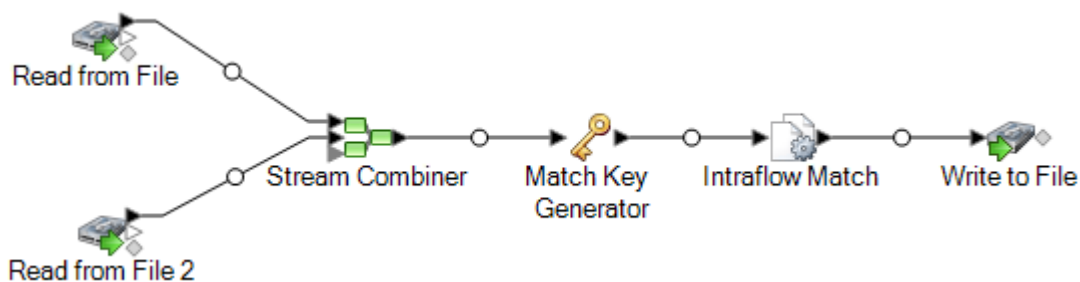 Read from File
Stream Combiner
Match Key
Generator
Intraflow Match
Write to File
Read from File 2